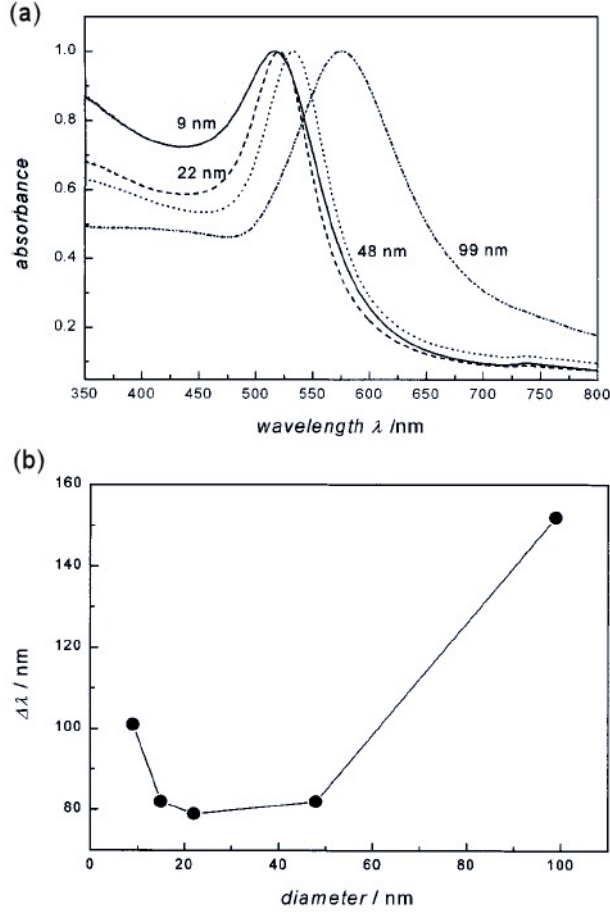 (a)
1.0
0.8
0.6
0.4
0.2
absorbance
9 nm
22 nm
48 nm
99 nm
350 400 450 500 550 600 650 700 750 800
wavelength λ /nm
(b)
160
140
120
100
80
Δλ / nm
0 20 40 60 80 100
diameter / nm